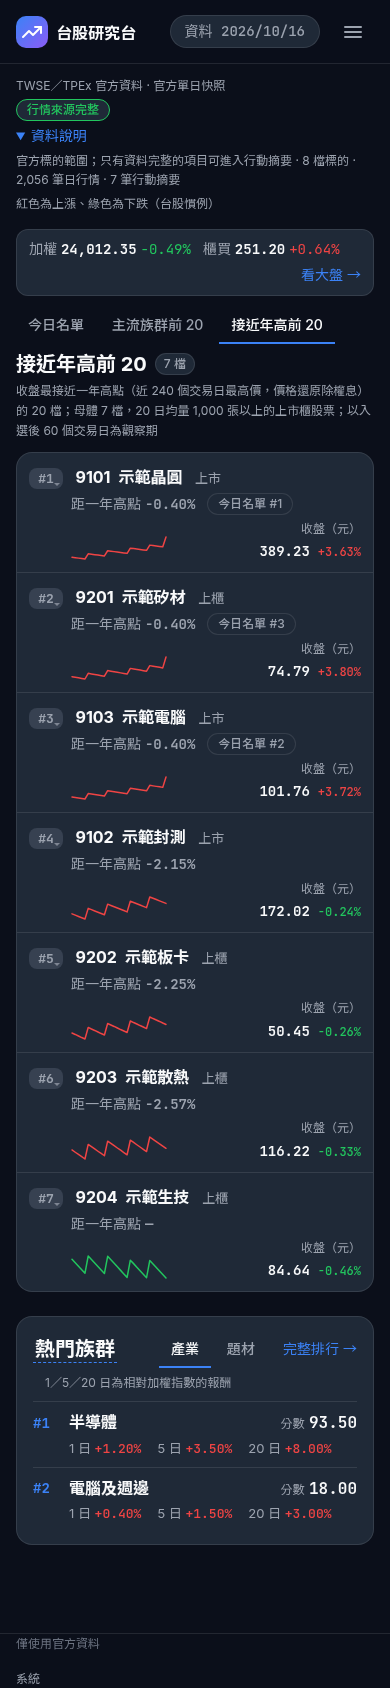 台股研究台
資料 2026/10/16
TWSE／TPEx 官方資料 · 官方單日快照
行情來源完整
▼ 資料說明
官方標的範圍；只有資料完整的項目可進入行動摘要 · 8 檔標的 ·
2,056 筆日行情 · 7 筆行動摘要
紅色為上漲、綠色為下跌（台股慣例）
加權 24,012.35 -0.49% 櫃買 251.20 +0.64%
看大盤 →
今日名單 主流族群前 20 接近年高前 20
接近年高前 20 7 檔
收盤最接近一年高點（近 240 個交易日最高價，價格還原除權息）
的 20 檔；母體 7 檔，20 日均量 1,000 張以上的上市櫃股票；以入
選後 60 個交易日為觀察期
#1 9101 示範晶圓 上市
距一年高點 -0.40% 今日名單 #1
收盤（元）
389.23 +3.63%
#2 9201 示範矽材 上櫃
距一年高點 -0.40% 今日名單 #3
收盤（元）
74.79 +3.80%
#3 9103 示範電腦 上市
距一年高點 -0.40% 今日名單 #2
收盤（元）
101.76 +3.72%
#4 9102 示範封測 上市
距一年高點 -2.15%
收盤（元）
172.02 -0.24%
#5 9202 示範板卡 上櫃
距一年高點 -2.25%
收盤（元）
50.45 -0.26%
#6 9203 示範散熱 上櫃
距一年高點 -2.57%
收盤（元）
116.22 -0.33%
#7 9204 示範生技 上櫃
距一年高點 —
收盤（元）
84.64 -0.46%
熱門族群 產業 題材 完整排行 →
1／5／20 日為相對加權指數的報酬
#1 半導體 分數 93.50
1 日 +1.20% 5 日 +3.50% 20 日 +8.00%
#2 電腦及週邊 分數 18.00
1 日 +0.40% 5 日 +1.50% 20 日 +3.00%
僅使用官方資料
系統